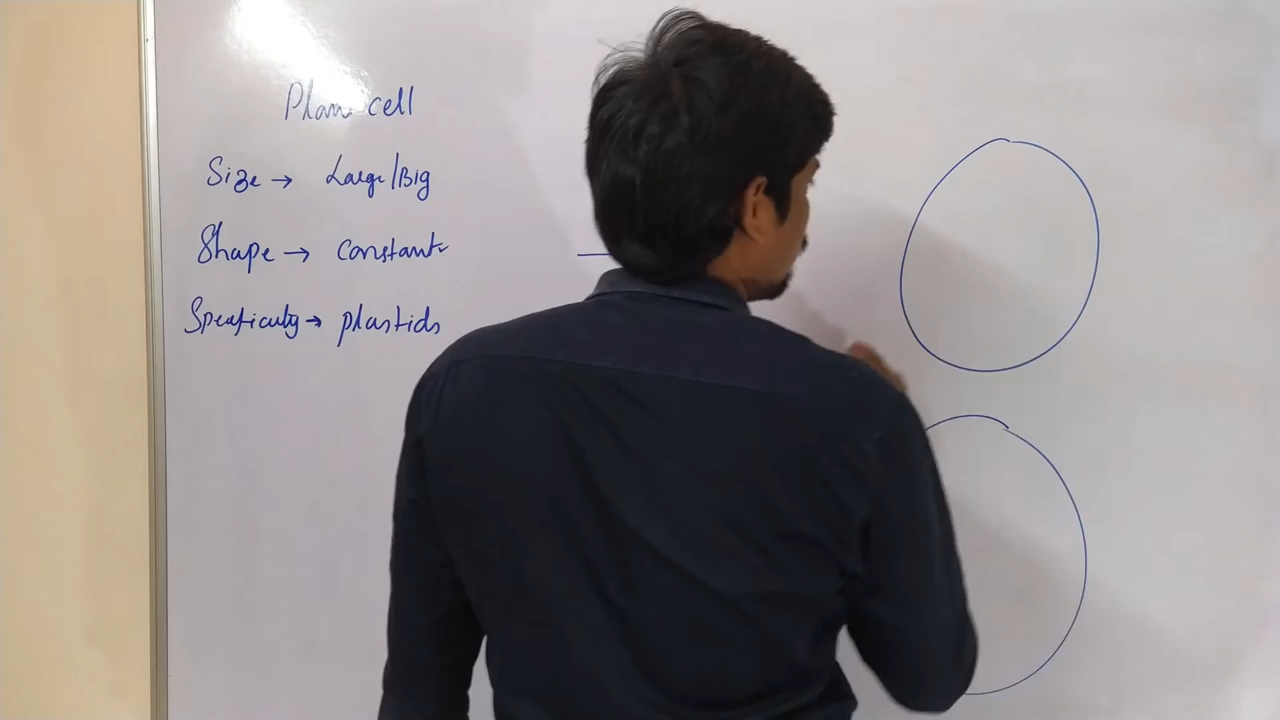 Plant cell
Size → Large/Big
Shape → constant
Specificity → plastids